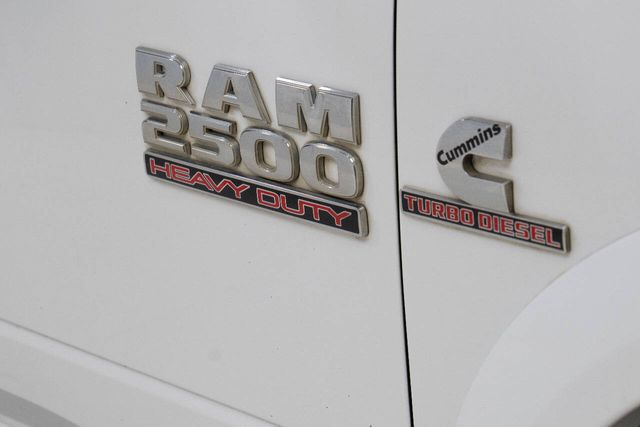 RAM
2500
HEAVY DUTY
Cummins
TURBO DIESEL